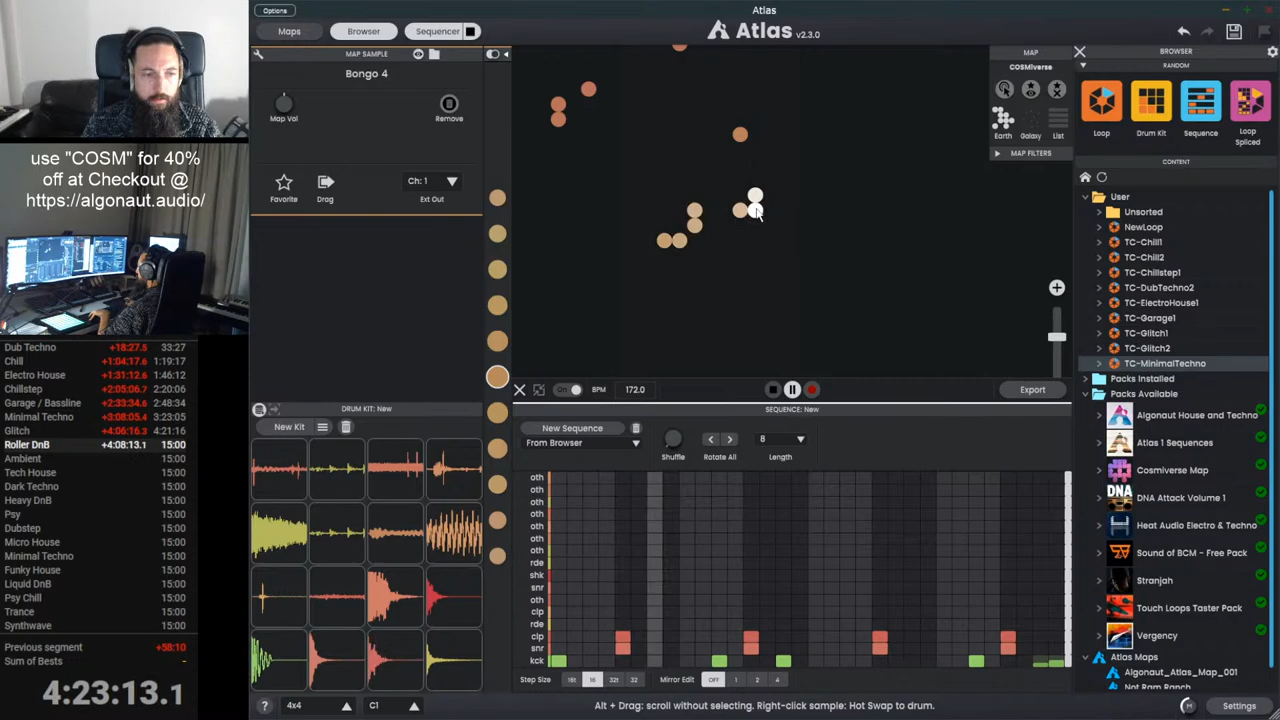 Options
Atlas
Maps
Browser
Sequencer
Atlas v2.3.0
MAP SAMPLE
Bongo 4
Map Vol
Remove
Favorite
Drag
Ch: 1
Ext Out
MAP
COSMiverse
Earth
Galaxy
List
MAP FILTERS
BROWSER
RANDOM
Loop
Drum Kit
Sequence
Loop Spliced
CONTENT
User
Unsorted
NewLoop
TC-Chill1
TC-Chill2
TC-Chillstep1
TC-DubTechno2
TC-ElectroHouse1
TC-Garage1
TC-Glitch1
TC-Glitch2
TC-MinimalTechno
Packs Installed
Packs Available
Algonaut House and Techno
Atlas 1 Sequences
Cosmiverse Map
DNA Attack Volume 1
Heat Audio Electro & Techno
Sound of BCM - Free Pack
Stranjah
Touch Loops Taster Pack
Vergency
Atlas Maps
Algonaut_Atlas_Map_001
Not Ram Ranch
use "COSM" for 40%
off at Checkout @
https://algonaut.audio/
Dub Techno +18:27.5 33:27
Chill +1:04:17.6 1:19:17
Electro House +1:31:12.6 1:46:12
Chillstep +2:05:06.7 2:20:06
Garage / Bassline +2:33:34.6 2:48:34
Minimal Techno +3:08:05.4 3:23:05
Glitch +4:06:16.3 4:21:16
Roller DnB +4:08:13.1 15:00
Ambient 15:00
Tech House 15:00
Dark Techno 15:00
Heavy DnB 15:00
Psy 15:00
Dubstep 15:00
Micro House 15:00
Minimal Techno 15:00
Funky House 15:00
Liquid DnB 15:00
Psy Chill 15:00
Trance 15:00
Synthwave 15:00
Previous segment +58:10
Sum of Bests -
4:23:13.1
On
BPM
172.0
Export
DRUM KIT: New
New Kit
SEQUENCE: New
New Sequence
From Browser
Shuffle
Rotate All
8
Length
oth
oth
oth
oth
oth
oth
oth
rde
shk
snr
oth
clp
rde
clp
snr
kck
Step Size
16t
16
32t
32
Mirror Edit
OFF
1
2
4
?
4x4
C1
Alt + Drag: scroll without selecting. Right-click sample: Hot Swap to drum.
Settings